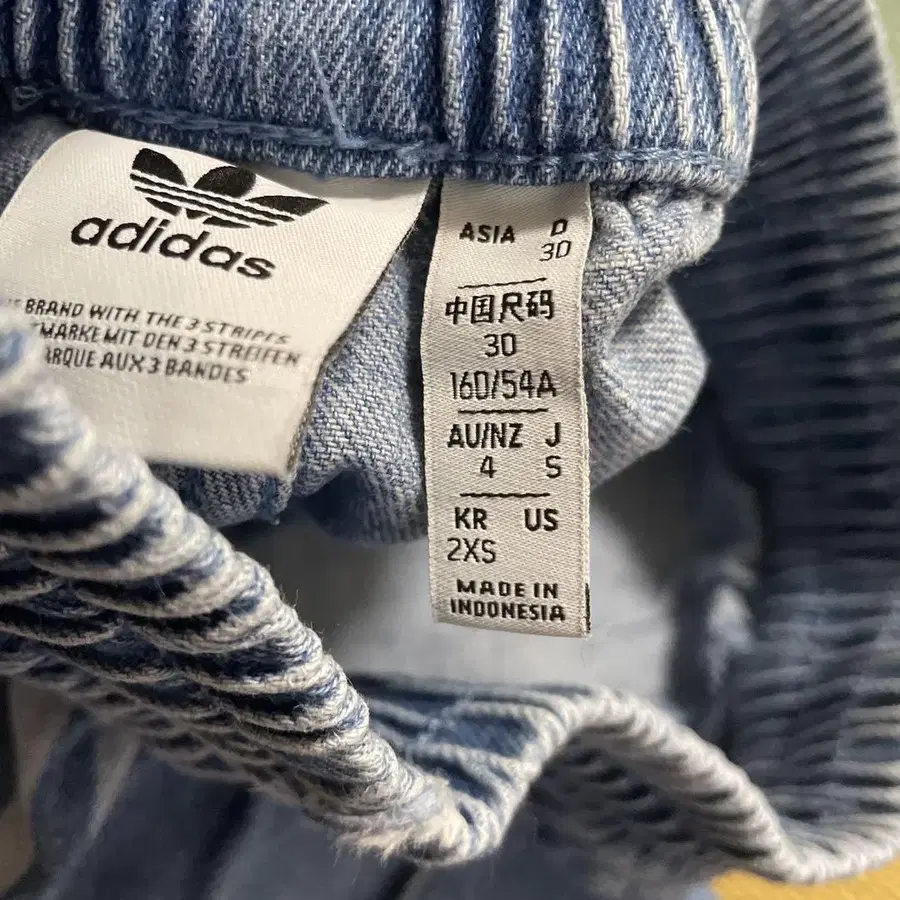 adidas
BRAND WITH THE 3 STRIPES
MARKE MIT DEN 3 STREIFEN
AUX 3 BANDES
ASIA D
30
中国尺码
30
160/54A
AU/NZ J
4 S
KR US
2XS
MADE IN
INDONESIA